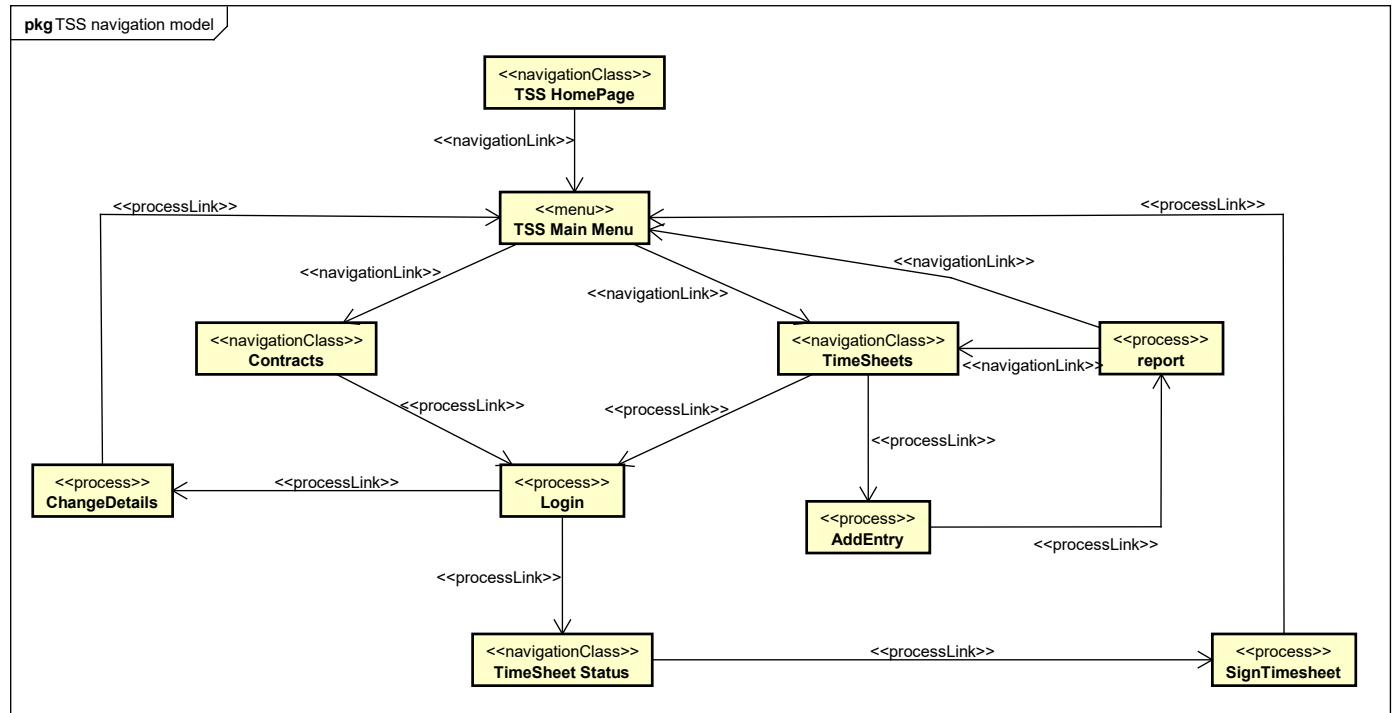 pkg TSS navigation model
<<navigationClass>>
TSS HomePage
<<navigationLink>>
<<processLink>>
<<menu>>
TSS Main Menu
<<processLink>>
<<navigationLink>>
<<navigationLink>>
<<navigationLink>>
<<navigationClass>>
Contracts
<<navigationClass>>
TimeSheets
<<process>>
report
<<navigationLink>>
<<processLink>>
<<processLink>>
<<processLink>>
<<process>>
ChangeDetails
<<processLink>>
<<process>>
Login
<<process>>
AddEntry
<<processLink>>
<<processLink>>
<<navigationClass>>
TimeSheet Status
<<processLink>>
<<process>>
SignTimesheet